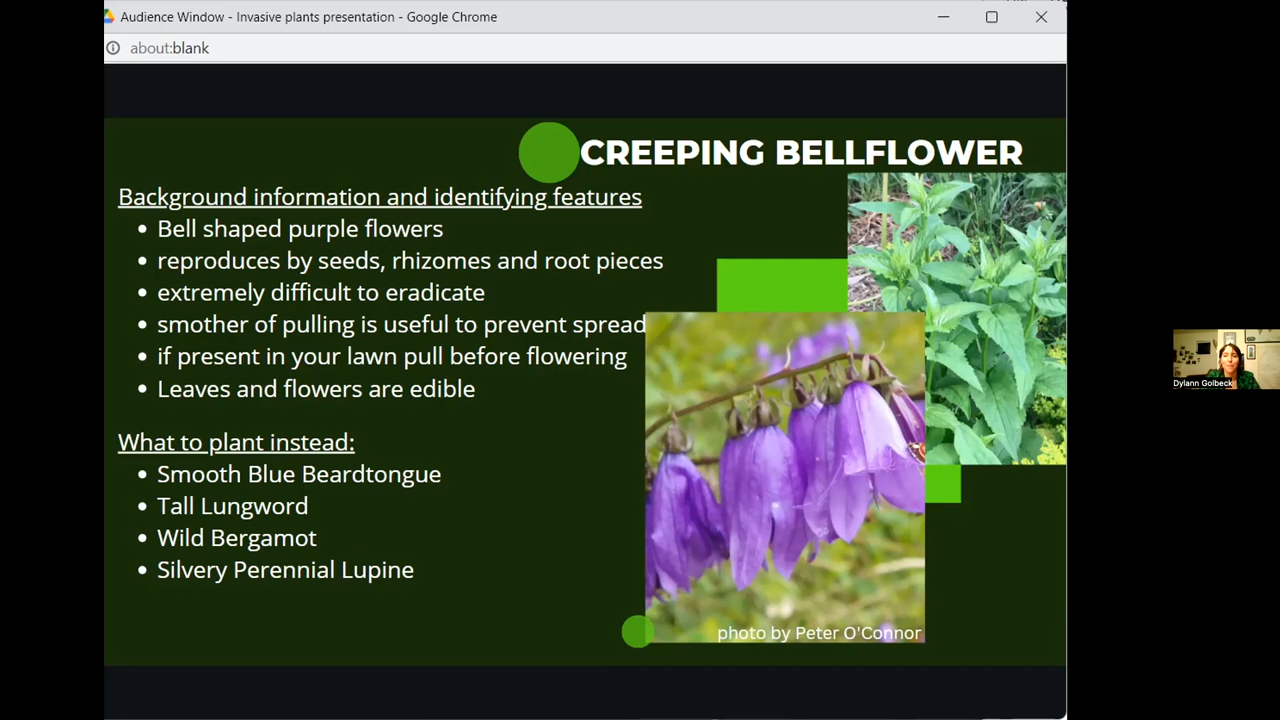 Audience Window - Invasive plants presentation - Google Chrome
about:blank
CREEPING BELLFLOWER
Background information and identifying features
• Bell shaped purple flowers
• reproduces by seeds, rhizomes and root pieces
• extremely difficult to eradicate
• smother of pulling is useful to prevent spread
• if present in your lawn pull before flowering
• Leaves and flowers are edible
What to plant instead:
• Smooth Blue Beardtongue
• Tall Lungword
• Wild Bergamot
• Silvery Perennial Lupine
photo by Peter O'Connor
Dylann Golbeck